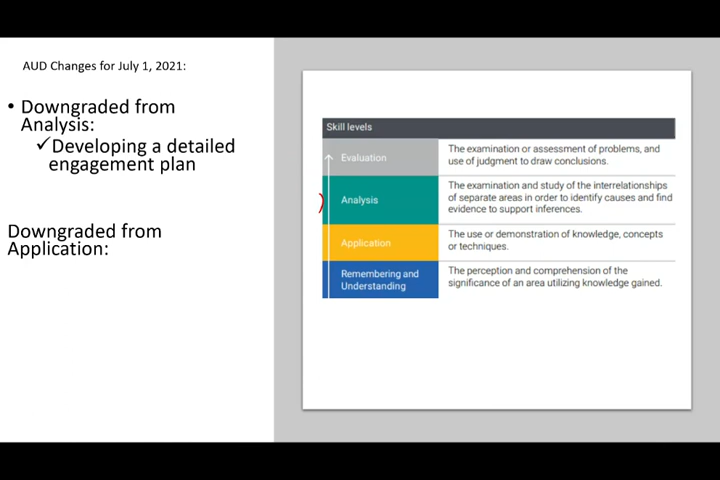 AUD Changes for July 1, 2021:
• Downgraded from
Analysis:
✓Developing a detailed
engagement plan
Downgraded from
Application:
Skill levels
Evaluation
The examination or assessment of problems, and
use of judgment to draw conclusions.
Analysis
The examination and study of the interrelationships
of separate areas in order to identify causes and find
evidence to support inferences.
Application
The use or demonstration of knowledge, concepts
or techniques.
Remembering and
Understanding
The perception and comprehension of the
significance of an area utilizing knowledge gained.